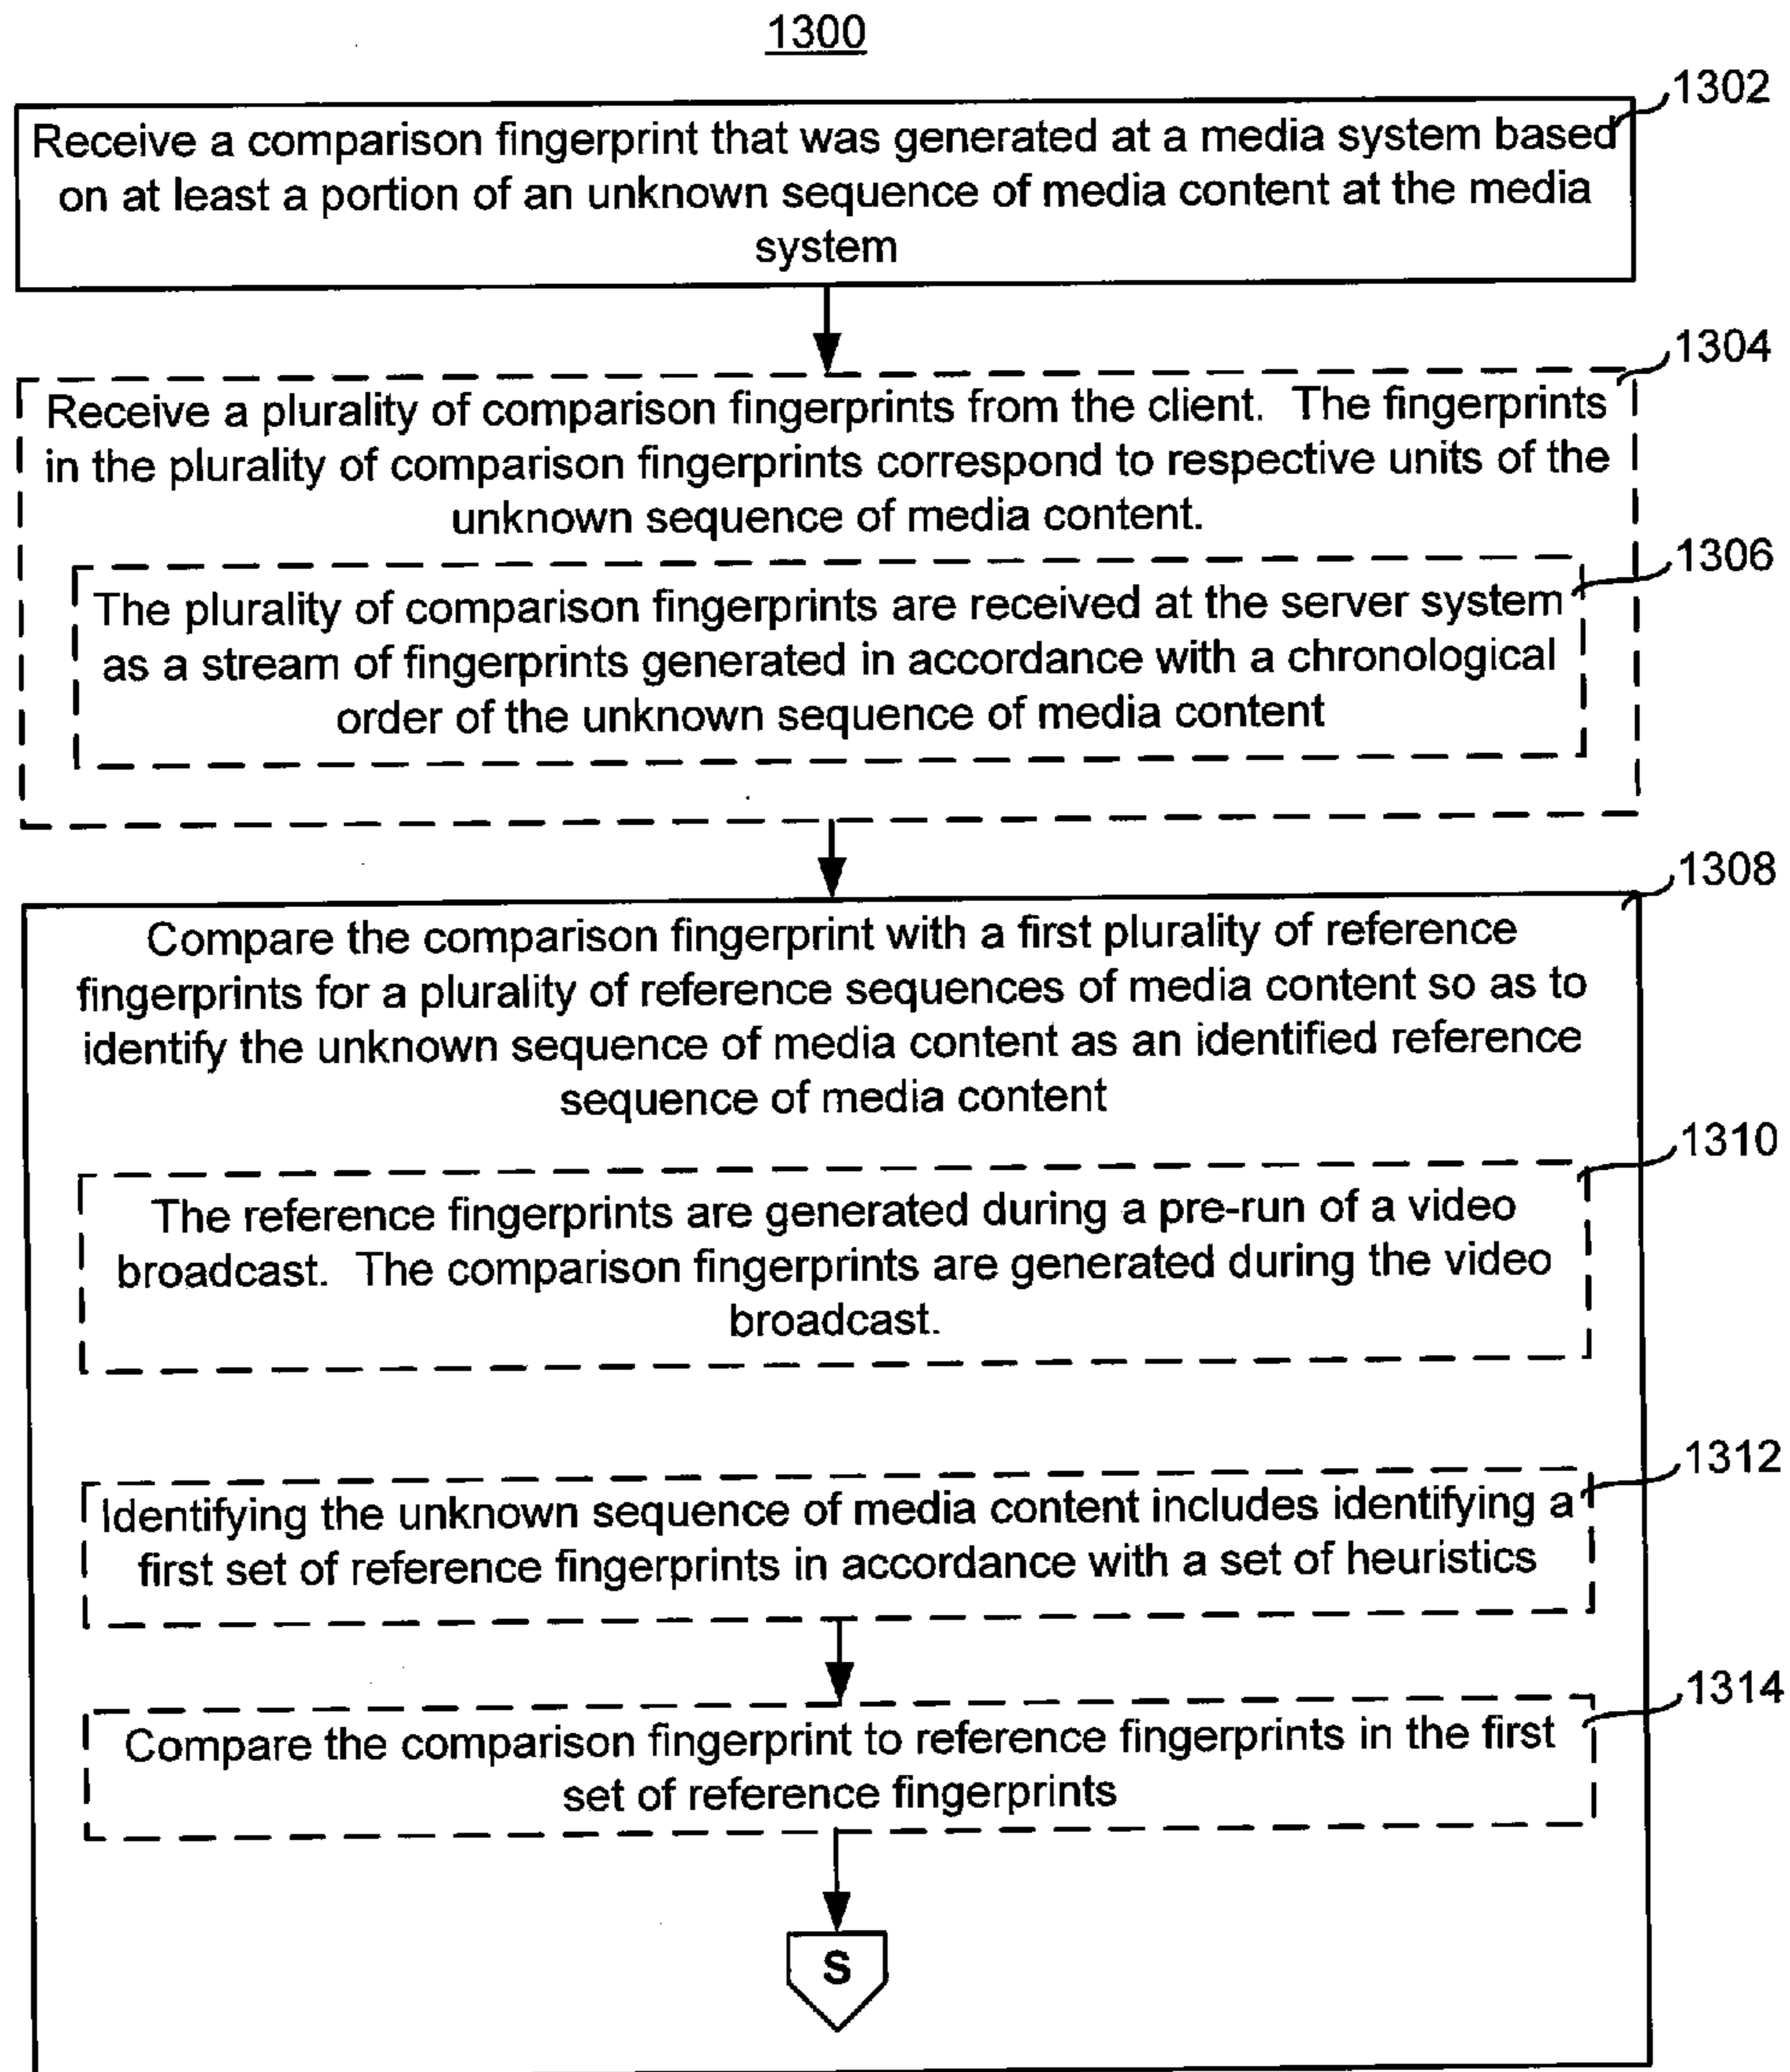 1300
1302
Receive a comparison fingerprint that was generated at a media system based
on at least a portion of an unknown sequence of media content at the media
system
1304
Receive a plurality of comparison fingerprints from the client. The fingerprints
in the plurality of comparison fingerprints correspond to respective units of the
unknown sequence of media content.
1306
The plurality of comparison fingerprints are received at the server system
as a stream of fingerprints generated in accordance with a chronological
order of the unknown sequence of media content
1308
Compare the comparison fingerprint with a first plurality of reference
fingerprints for a plurality of reference sequences of media content so as to
identify the unknown sequence of media content as an identified reference
sequence of media content
1310
The reference fingerprints are generated during a pre-run of a video
broadcast. The comparison fingerprints are generated during the video
broadcast.
1312
Identifying the unknown sequence of media content includes identifying a
first set of reference fingerprints in accordance with a set of heuristics
1314
Compare the comparison fingerprint to reference fingerprints in the first
set of reference fingerprints
S